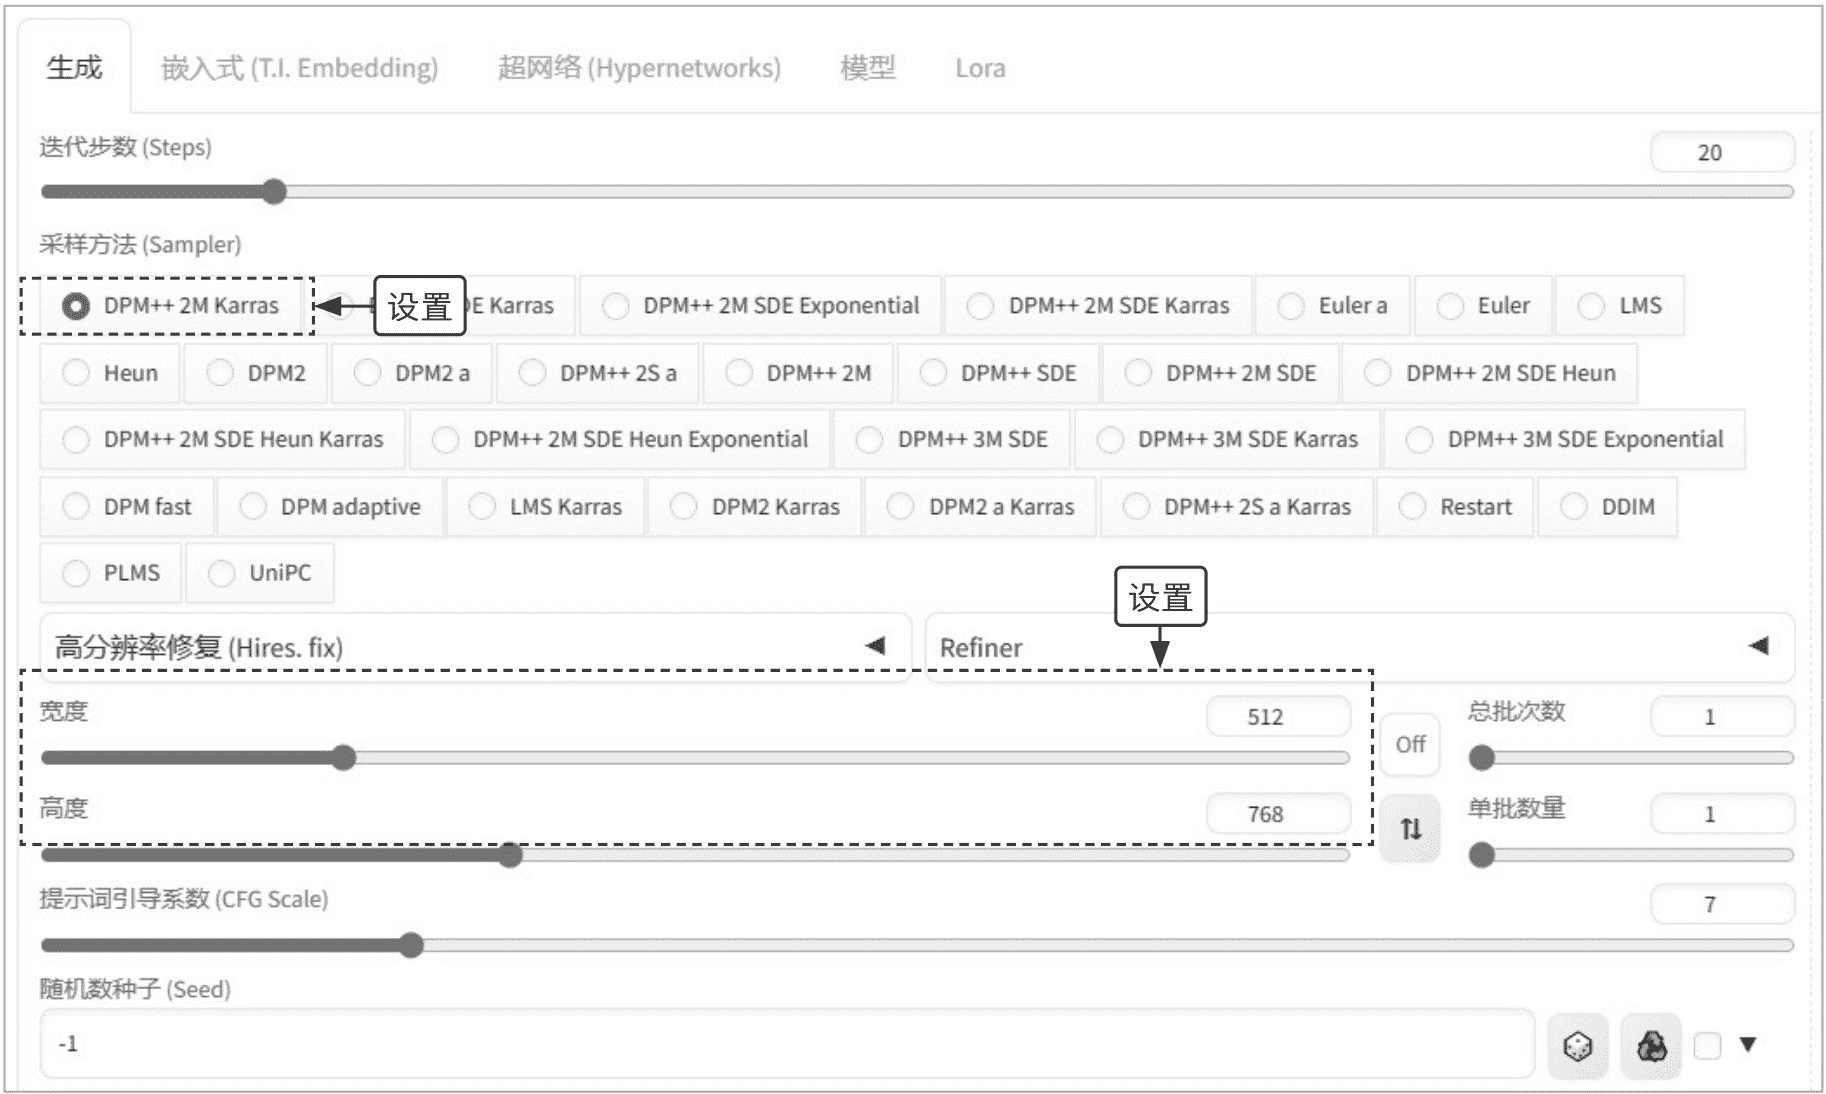 生成 嵌入式 (T.I. Embedding) 超网络 (Hypernetworks) 模型 Lora
迭代步数 (Steps) 20
采样方法 (Sampler)
DPM++ 2M Karras 设置 DE Karras DPM++ 2M SDE Exponential DPM++ 2M SDE Karras Euler a Euler LMS
Heun DPM2 DPM2 a DPM++ 2S a DPM++ 2M DPM++ SDE DPM++ 2M SDE DPM++ 2M SDE Heun
DPM++ 2M SDE Heun Karras DPM++ 2M SDE Heun Exponential DPM++ 3M SDE DPM++ 3M SDE Karras DPM++ 3M SDE Exponential
DPM fast DPM adaptive LMS Karras DPM2 Karras DPM2 a Karras DPM++ 2S a Karras Restart DDIM
PLMS UniPC
设置
高分辨率修复 (Hires. fix) Refiner
宽度 512 Off 总批次数 1
高度 768 单批数量 1
提示词引导系数 (CFG Scale) 7
随机数种子 (Seed)
-1